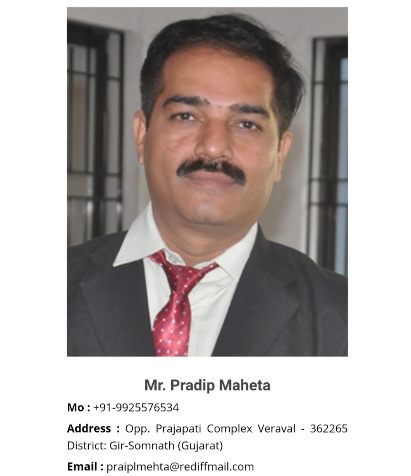 Mr. Pradip Maheta
Mo : +91-9925576534
Address : Opp. Prajapati Complex Veraval - 362265
District: Gir-Somnath (Gujarat)
Email : praiplmehta@rediffmail.com